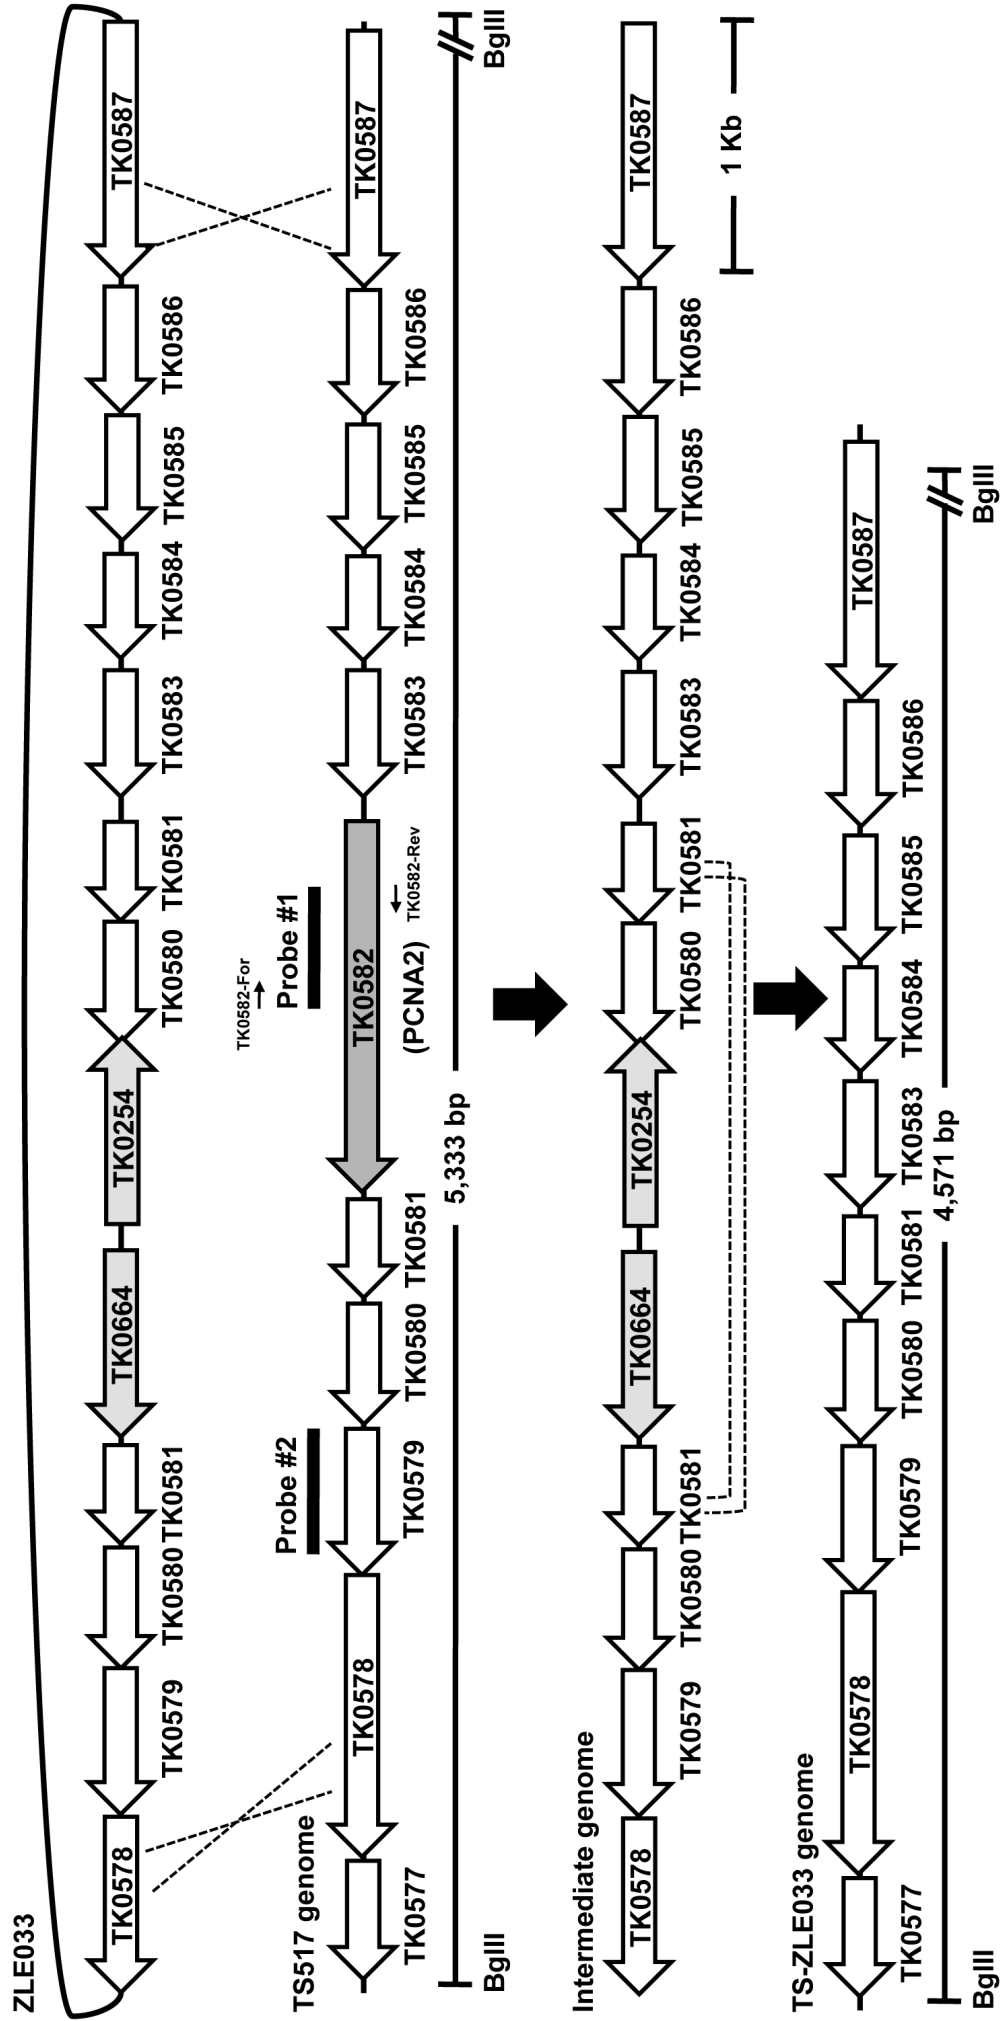 ZLE033
TK0578 TK0664 TK0254 TK0587
TK0579 TK0580 TK0581 TK0580 TK0581 TK0583 TK0584 TK0585 TK0586
TK0582-For
Probe #2 Probe #1
TS517 genome
TK0578 TK0582 TK0587
TK0577 TK0579 TK0580 TK0581 (PCNA2) TK0582-Rev TK0583 TK0584 TK0585 TK0586
5,333 bp
BglII BglII
Intermediate genome
TK0578 TK0664 TK0254 TK0587
TK0579 TK0580 TK0581 TK0580 TK0581 TK0583 TK0584 TK0585 TK0586
1 Kb
TS-ZLE033 genome
TK0578 TK0587
TK0577 TK0579 TK0580 TK0581 TK0583 TK0584 TK0585 TK0586
4,571 bp
BglII BglII